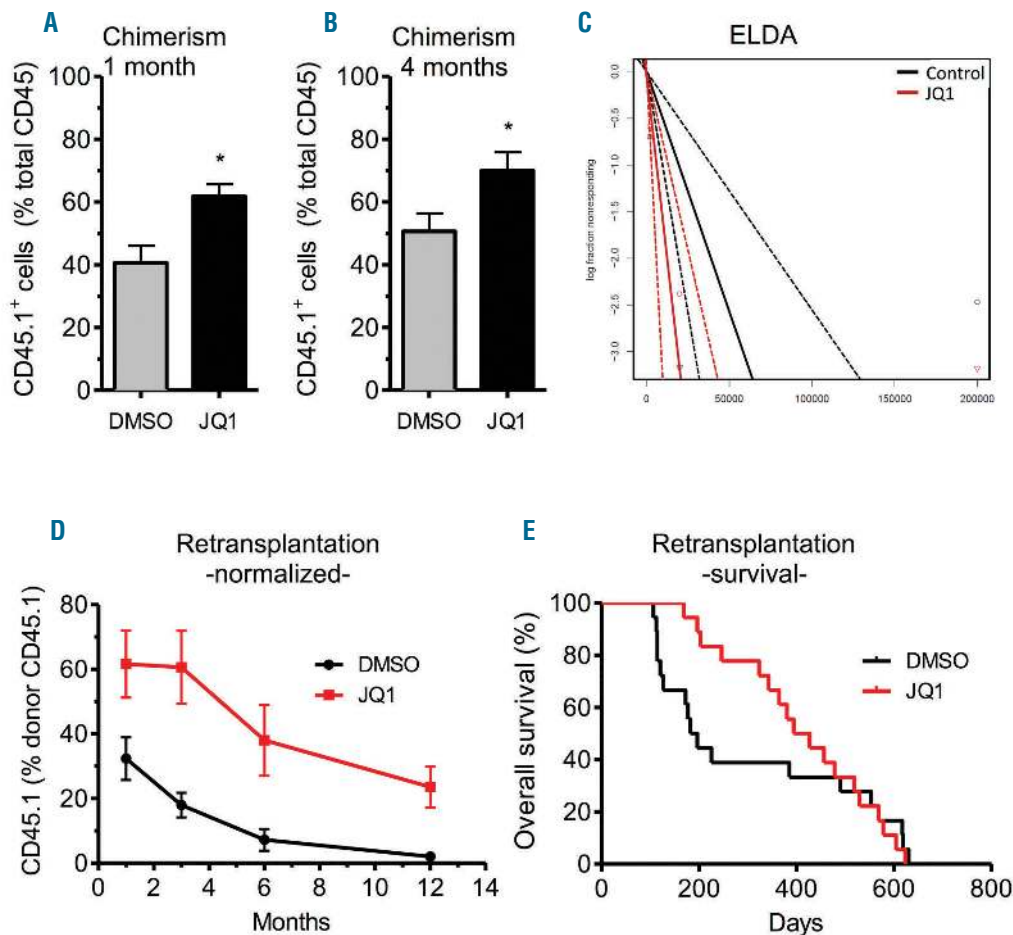 A
Chimerism
1 month
CD45.1+ cells (% total CD45)
100
80
60
40
20
0
*
DMSO
JQ1
B
Chimerism
4 months
CD45.1+ cells (% total CD45)
100
80
60
40
20
0
*
DMSO
JQ1
C
ELDA
Control
JQ1
log fraction nonresponding
0.0
-0.5
-1.0
-1.5
-2.0
-2.5
-3.0
0
50000
100000
150000
200000
D
Retransplantation
-normalized-
CD45.1 (% donor CD45.1)
80
60
40
20
0
DMSO
JQ1
0 2 4 6 8 10 12 14
Months
E
Retransplantation
-survival-
Overall survival (%)
100
80
60
40
20
0
DMSO
JQ1
0 200 400 600 800
Days